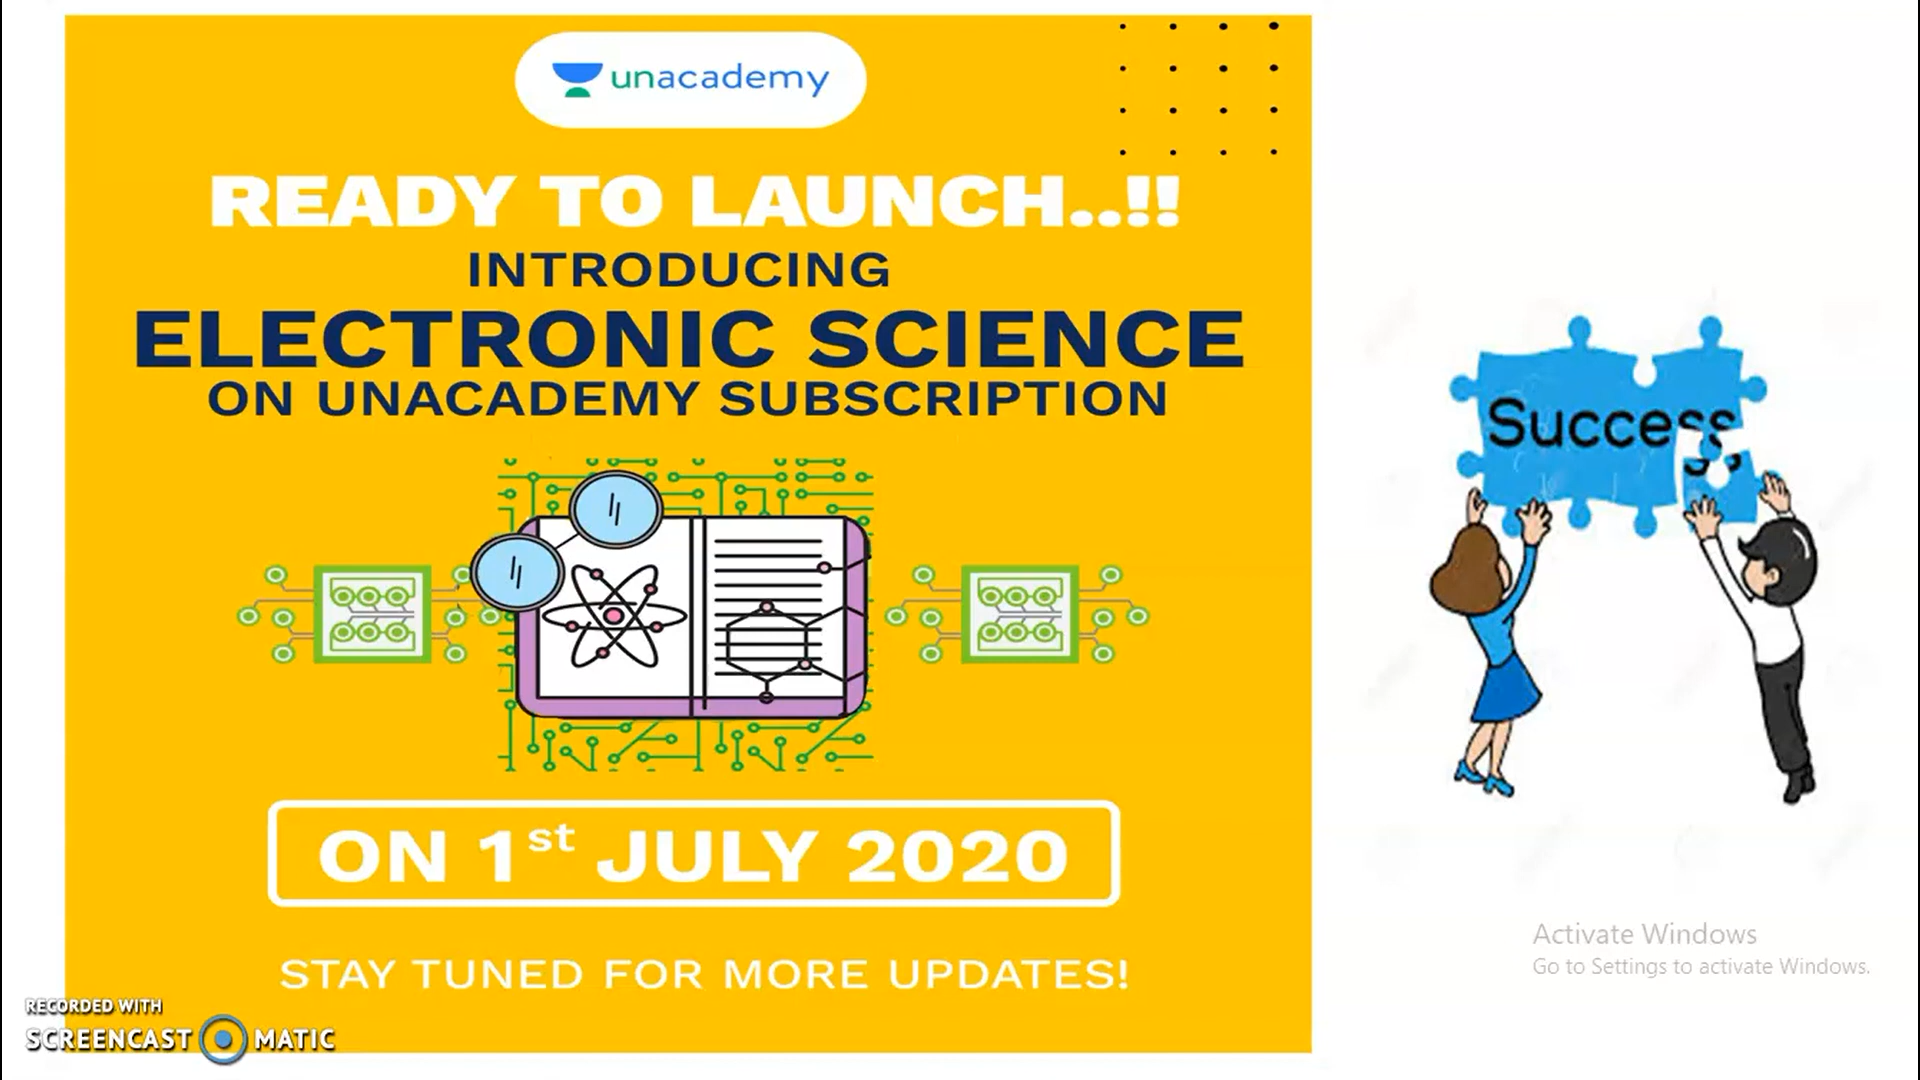 unacademy
READY TO LAUNCH..!!
INTRODUCING
ELECTRONIC SCIENCE
ON UNACADEMY SUBSCRIPTION
ON 1st JULY 2020
STAY TUNED FOR MORE UPDATES!
Success
Activate Windows
Go to Settings to activate Windows.
RECORDED WITH
SCREENCAST MATIC